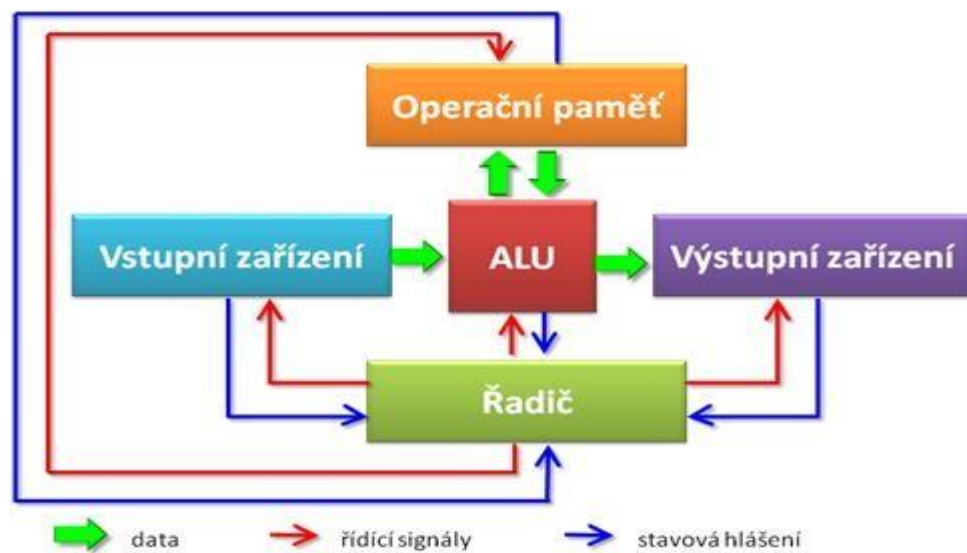 Operační paměť
Vstupní zařízení
ALU
Výstupní zařízení
Řadič
data
řídící signály
stavová hlášení